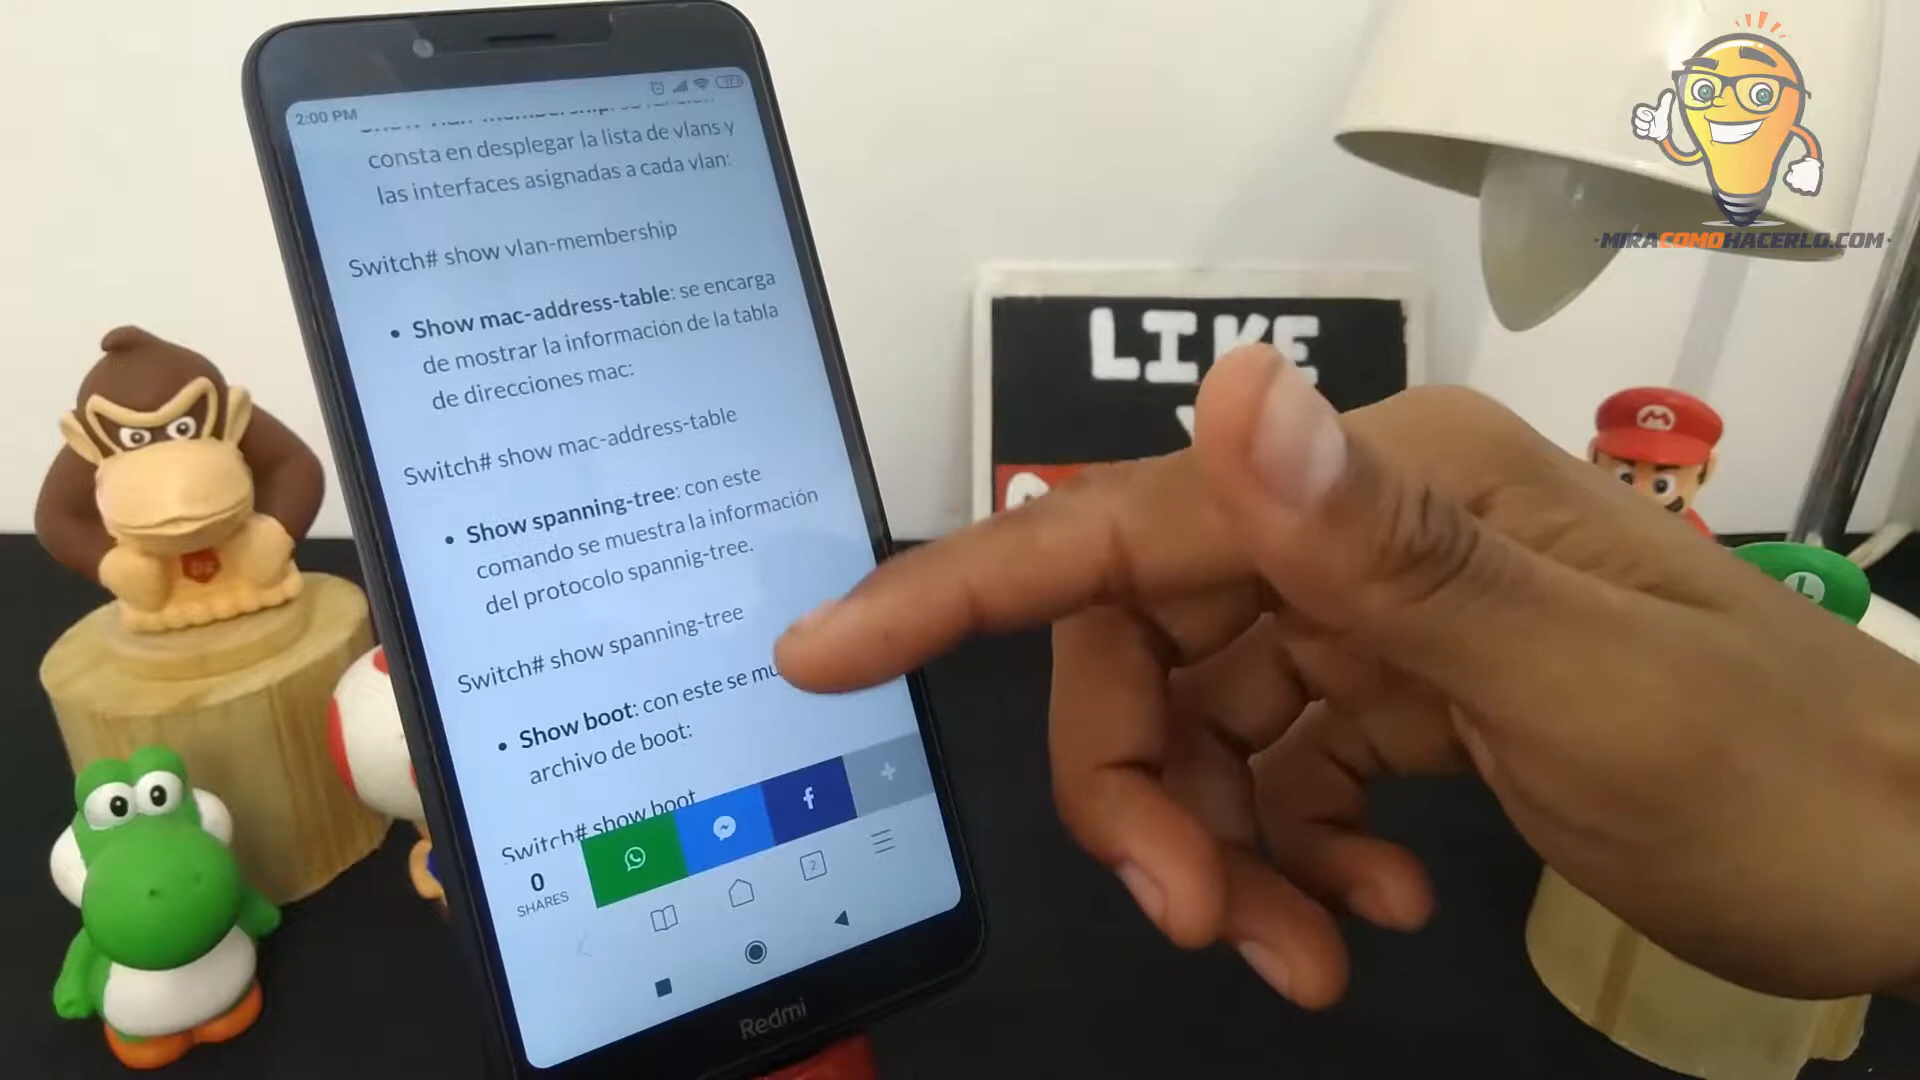 2:00 PM
consta en desplegar la lista de vlans y
las interfaces asignadas a cada vlan:
Switch# show vlan-membership
• Show mac-address-table: se encarga
de mostrar la información de la tabla
de direcciones mac:
Switch# show mac-address-table
• Show spanning-tree: con este
comando se muestra la información
del protocolo spannig-tree.
Switch# show spanning-tree
• Show boot: con este se mu
archivo de boot:
Switch# show boot
0
SHARES
2
Redmi
LIKE
MIRACOMOHACERLO.COM
M
L